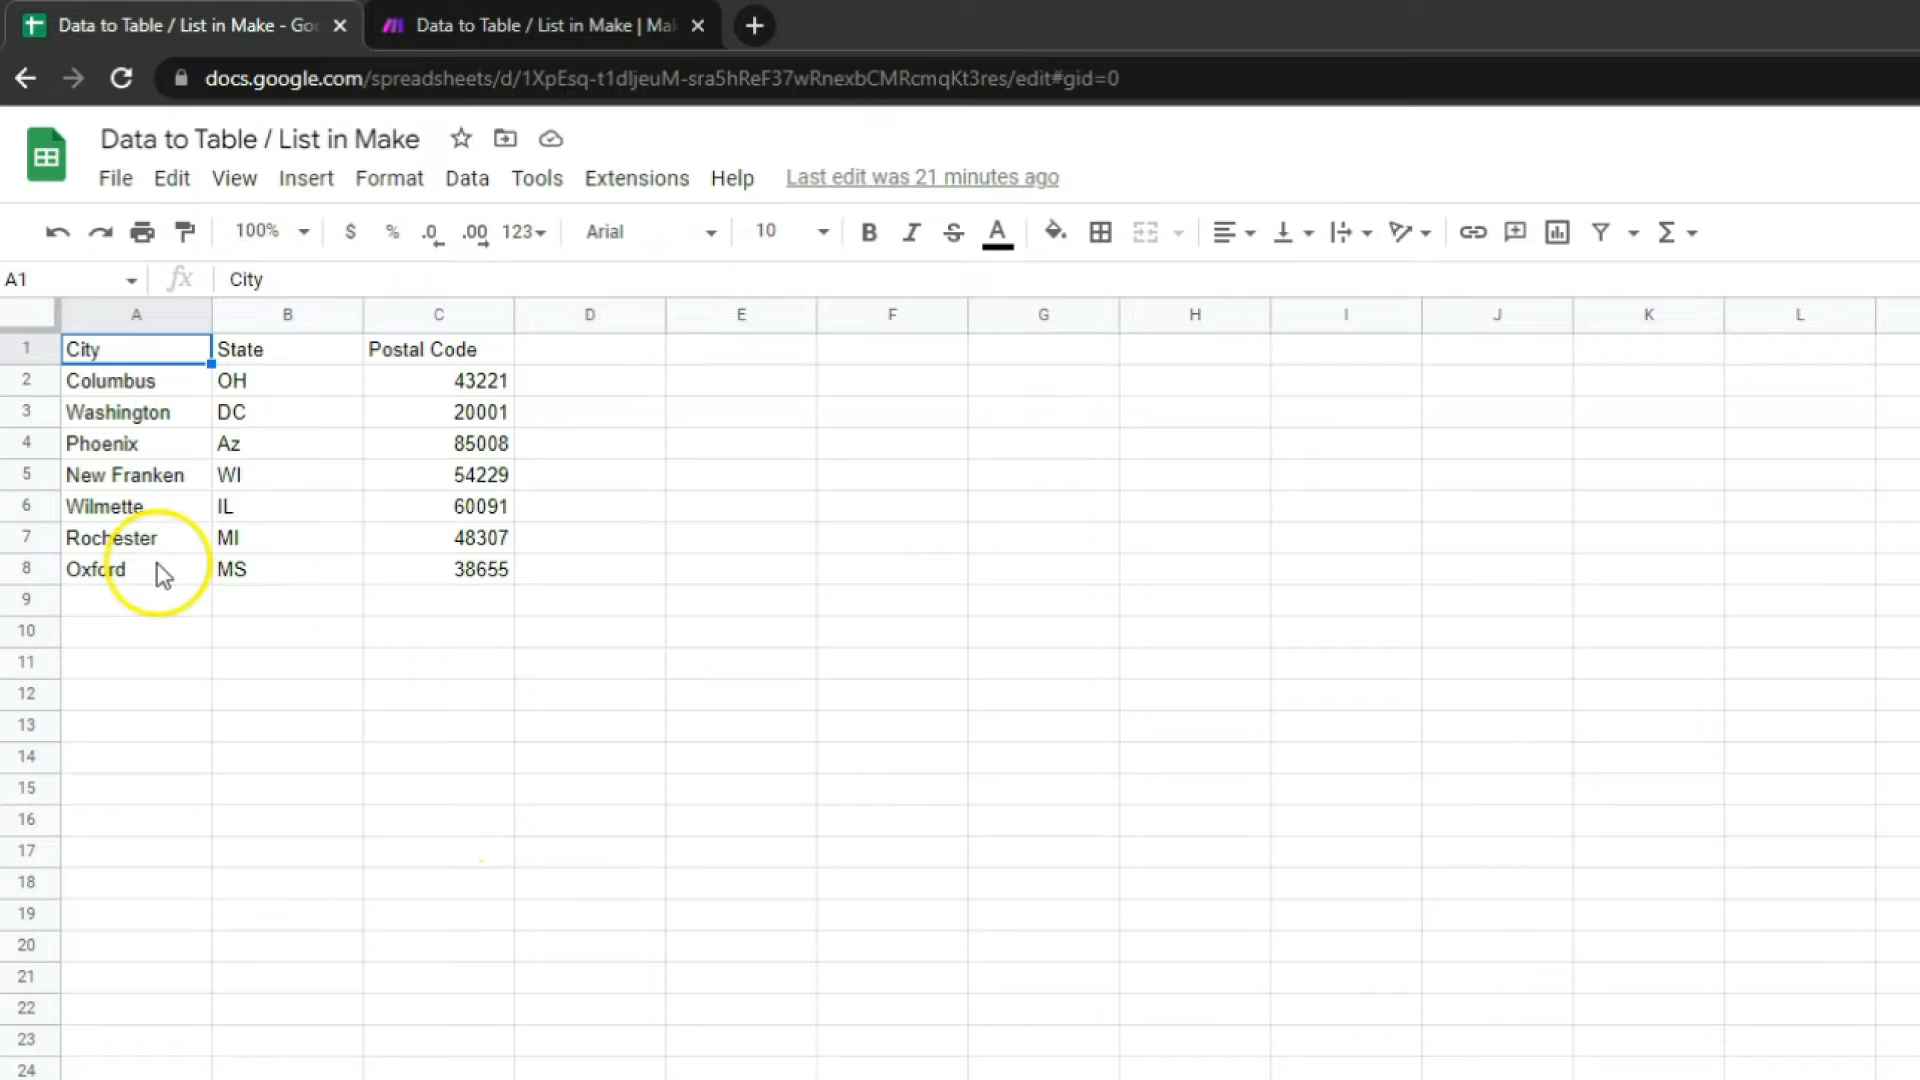 Data to Table / List in Make - Goo
Data to Table / List in Make | Mak
docs.google.com/spreadsheets/d/1XpEsq-t1dljeuM-sra5hReF37wRnexbCMRcmqKt3res/edit#gid=0
Data to Table / List in Make
File Edit View Insert Format Data Tools Extensions Help Last edit was 21 minutes ago
100% $ % .0 .00 123 Arial 10 B I S A Σ
A1 fx City
A B C D E F G H I J K L
1 City State Postal Code
2 Columbus OH 43221
3 Washington DC 20001
4 Phoenix Az 85008
5 New Franken WI 54229
6 Wilmette IL 60091
7 Rochester MI 48307
8 Oxford MS 38655
9
10
11
12
13
14
15
16
17
18
19
20
21
22
23
24